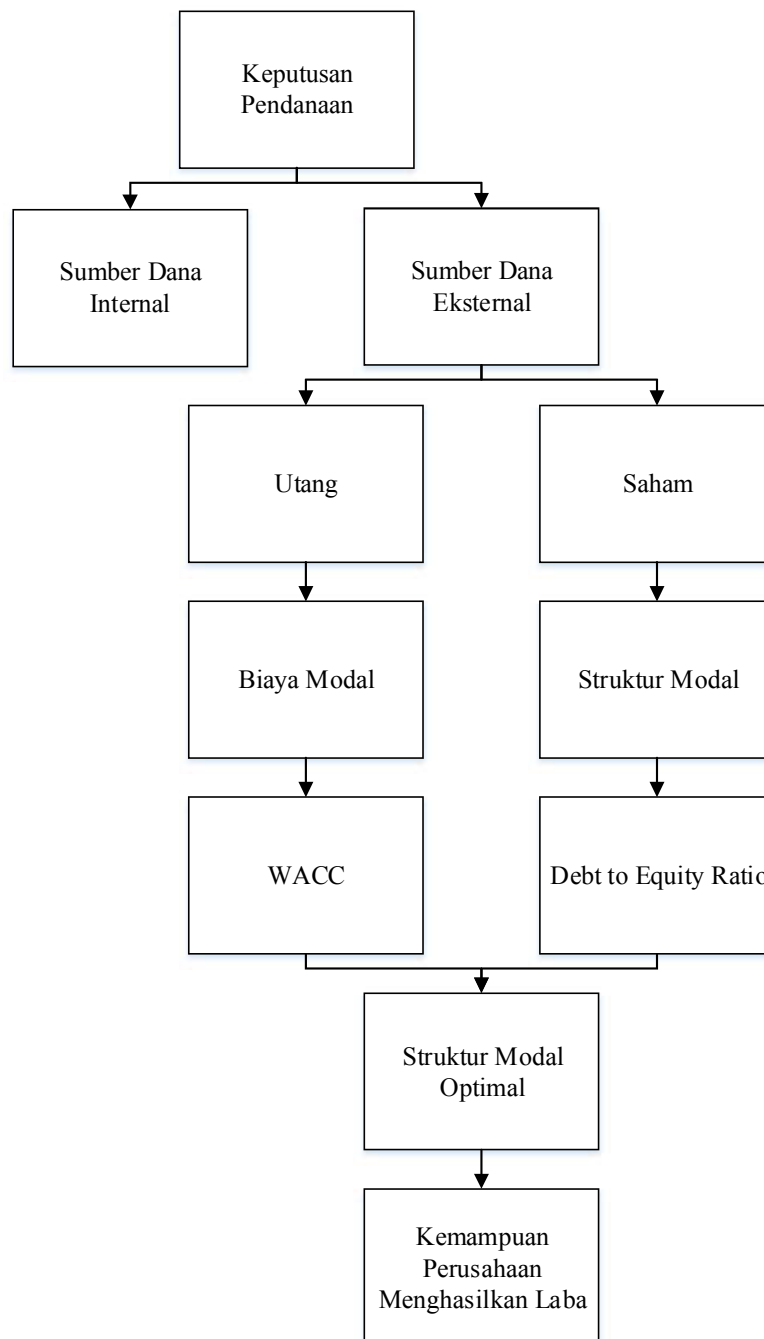 Keputusan
Pendanaan
Sumber Dana
Internal
Sumber Dana
Eksternal
Utang
Saham
Biaya Modal
Struktur Modal
WACC
Debt to Equity Ratio
Struktur Modal
Optimal
Kemampuan
Perusahaan
Menghasilkan Laba